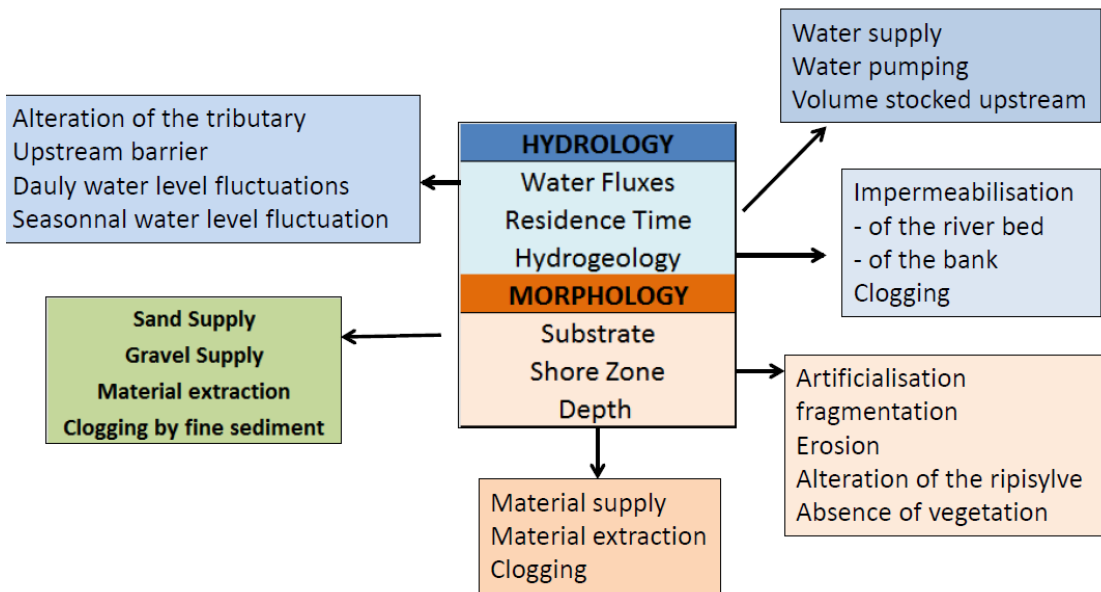 Water supply
Water pumping
Volume stocked upstream
Alteration of the tributary
Upstream barrier
Dauly water level fluctuations
Seasonnal water level fluctuation
HYDROLOGY
Water Fluxes
Residence Time
Hydrogeology
MORPHOLOGY
Substrate
Shore Zone
Depth
Impermeabilisation
- of the river bed
- of the bank
Clogging
Sand Supply
Gravel Supply
Material extraction
Clogging by fine sediment
Artificialisation
fragmentation
Erosion
Alteration of the ripisylve
Absence of vegetation
Material supply
Material extraction
Clogging